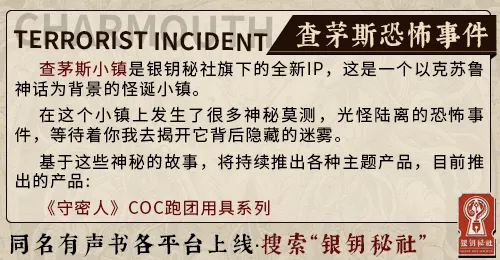 CHARMOUTH
TERRORIST INCIDENT
查茅斯恐怖事件
查茅斯小镇是银钥秘社旗下的全新IP，这是一个以克苏鲁
神话为背景的怪诞小镇。
在这个小镇上发生了很多神秘莫测，光怪陆离的恐怖事
件，等待着你我去揭开它背后隐藏的迷雾。
基于这些神秘的故事，将持续推出各种主题产品，目前推
出的产品：
《守密人》COC跑团用具系列
银钥秘社
同名有声书各平台上线·搜索“银钥秘社”